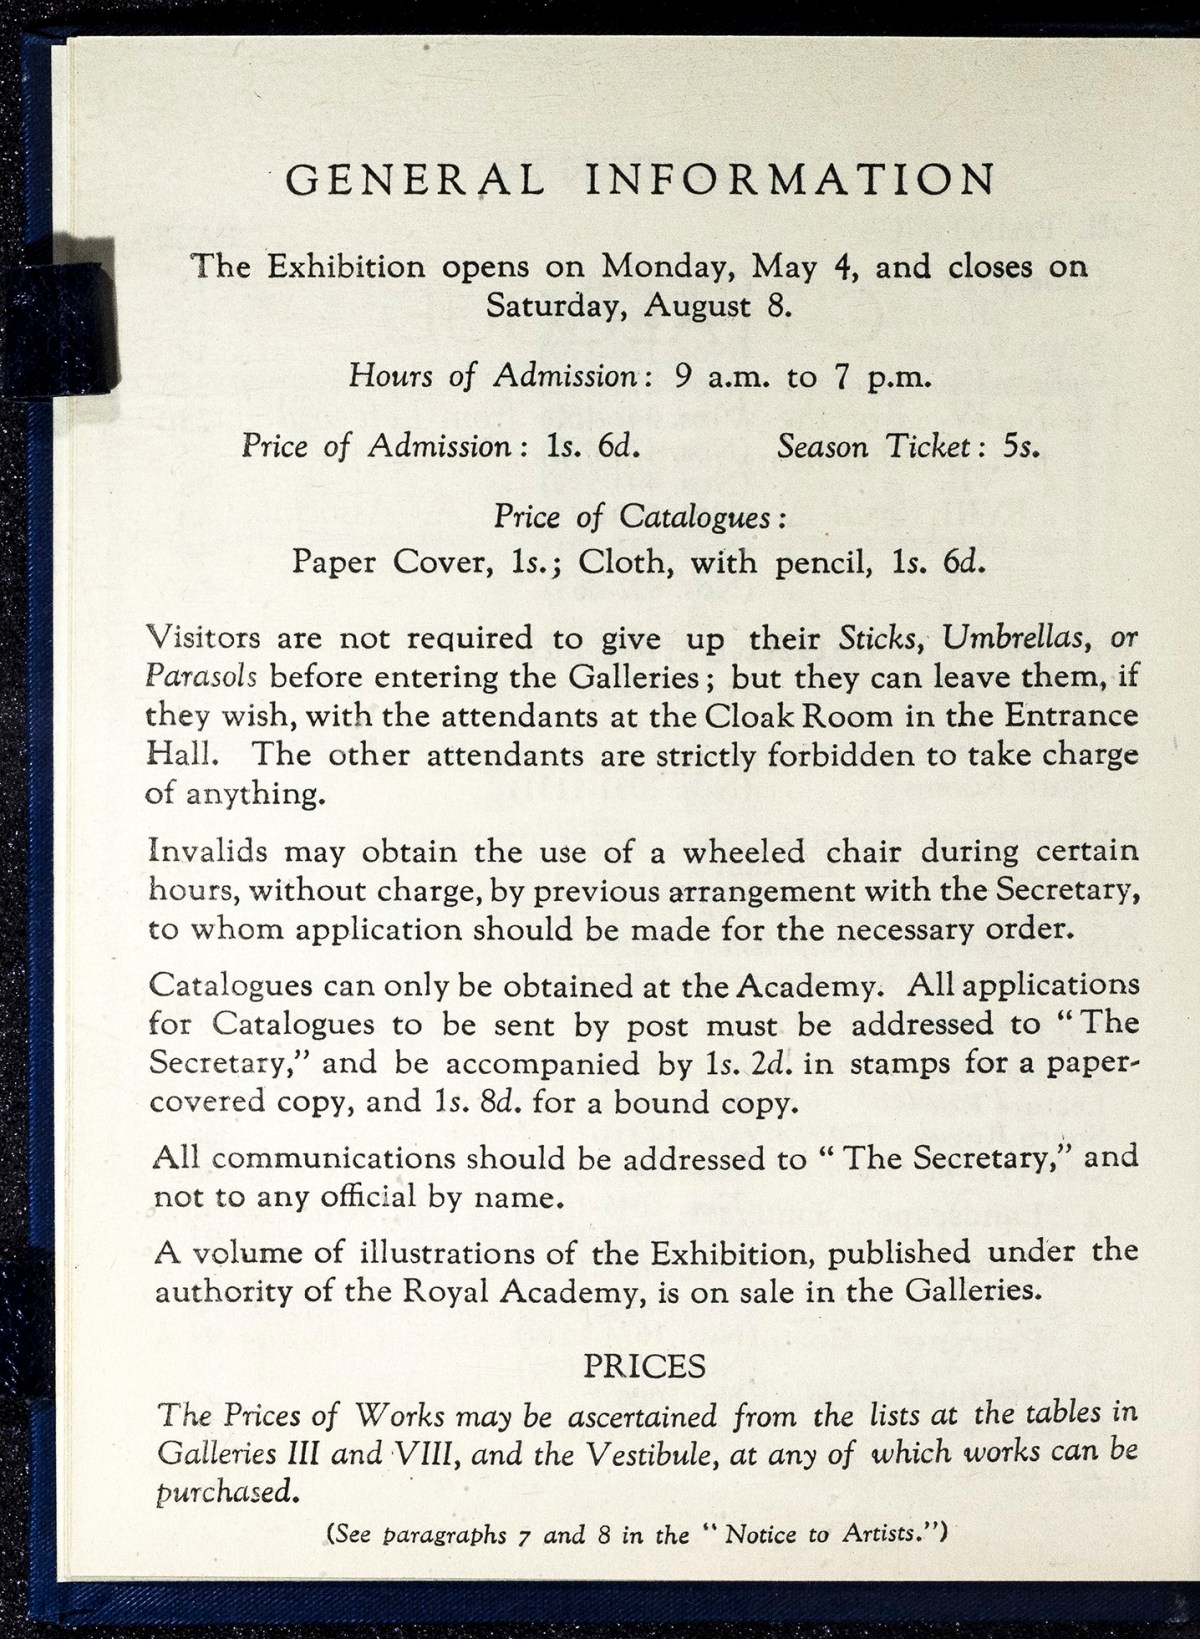 GENERAL INFORMATION
The Exhibition opens on Monday, May 4, and closes on
Saturday, August 8.
Hours of Admission: 9 a.m. to 7 p.m.
Price of Admission: 1s. 6d. Season Ticket: 5s.
Price of Catalogues:
Paper Cover, 1s.; Cloth, with pencil, 1s. 6d.
Visitors are not required to give up their Sticks, Umbrellas, or
Parasols before entering the Galleries; but they can leave them, if
they wish, with the attendants at the Cloak Room in the Entrance
Hall. The other attendants are strictly forbidden to take charge
of anything.
Invalids may obtain the use of a wheeled chair during certain
hours, without charge, by previous arrangement with the Secretary,
to whom application should be made for the necessary order.
Catalogues can only be obtained at the Academy. All applications
for Catalogues to be sent by post must be addressed to "The
Secretary," and be accompanied by 1s. 2d. in stamps for a paper-
covered copy, and 1s. 8d. for a bound copy.
All communications should be addressed to "The Secretary," and
not to any official by name.
A volume of illustrations of the Exhibition, published under the
authority of the Royal Academy, is on sale in the Galleries.
PRICES
The Prices of Works may be ascertained from the lists at the tables in
Galleries III and VIII, and the Vestibule, at any of which works can be
purchased.
(See paragraphs 7 and 8 in the "Notice to Artists.")